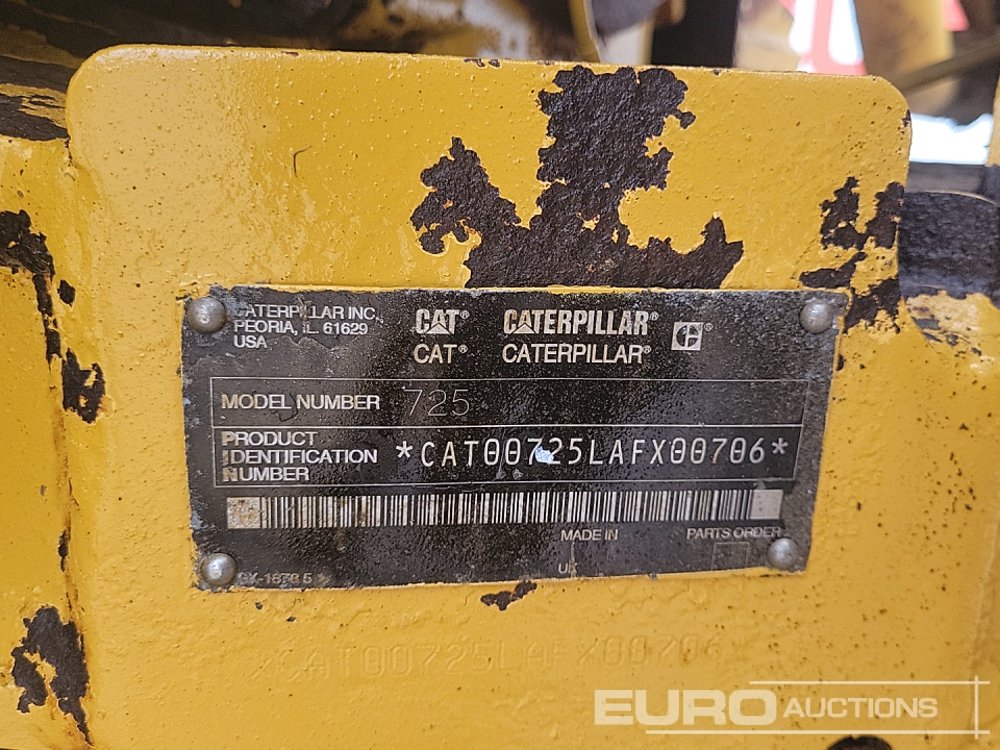 CATERPILLAR INC.
PEORIA, IL 61629
USA
CAT® CATERPILLAR®
CAT® CATERPILLAR®
MODEL NUMBER 725
PRODUCT
IDENTIFICATION
NUMBER
*CAT00725LAFX00706*
MADE IN
PARTS ORDER
CAT00725LAFX00706
EURO AUCTIONS